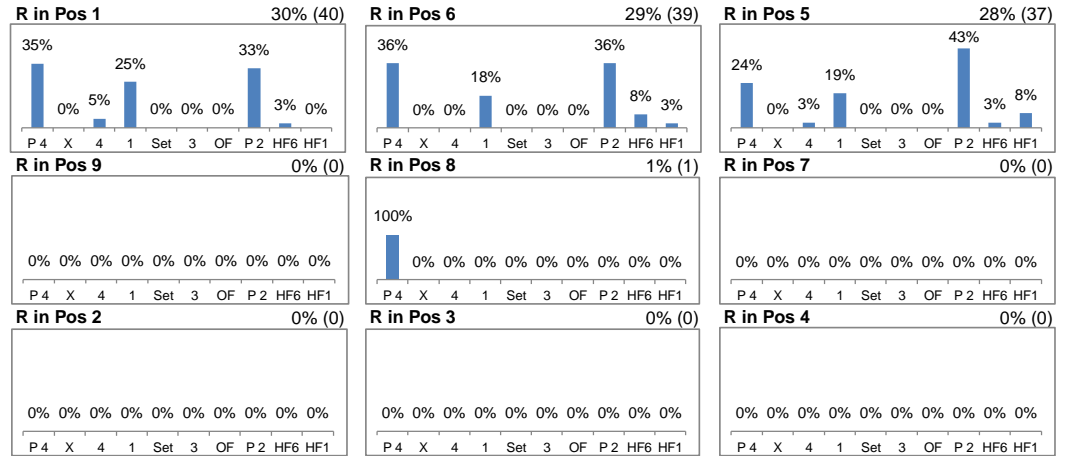 R in Pos 1 30% (40) R in Pos 6 29% (39) R in Pos 5 28% (37)
35% 0% 5% 25% 0% 0% 0% 33% 3% 0% 36% 0% 0% 18% 0% 0% 0% 36% 8% 3% 24% 0% 3% 19% 0% 0% 0% 43% 3% 8%
P 4 X 4 1 Set 3 OF P 2 HF6 HF1 P 4 X 4 1 Set 3 OF P 2 HF6 HF1 P 4 X 4 1 Set 3 OF P 2 HF6 HF1
R in Pos 9 0% (0) R in Pos 8 1% (1) R in Pos 7 0% (0)
0% 0% 0% 0% 0% 0% 0% 0% 0% 0% 100% 0% 0% 0% 0% 0% 0% 0% 0% 0% 0% 0% 0% 0% 0% 0% 0% 0% 0% 0%
P 4 X 4 1 Set 3 OF P 2 HF6 HF1 P 4 X 4 1 Set 3 OF P 2 HF6 HF1 P 4 X 4 1 Set 3 OF P 2 HF6 HF1
R in Pos 2 0% (0) R in Pos 3 0% (0) R in Pos 4 0% (0)
0% 0% 0% 0% 0% 0% 0% 0% 0% 0% 0% 0% 0% 0% 0% 0% 0% 0% 0% 0% 0% 0% 0% 0% 0% 0% 0% 0% 0% 0%
P 4 X 4 1 Set 3 OF P 2 HF6 HF1 P 4 X 4 1 Set 3 OF P 2 HF6 HF1 P 4 X 4 1 Set 3 OF P 2 HF6 HF1